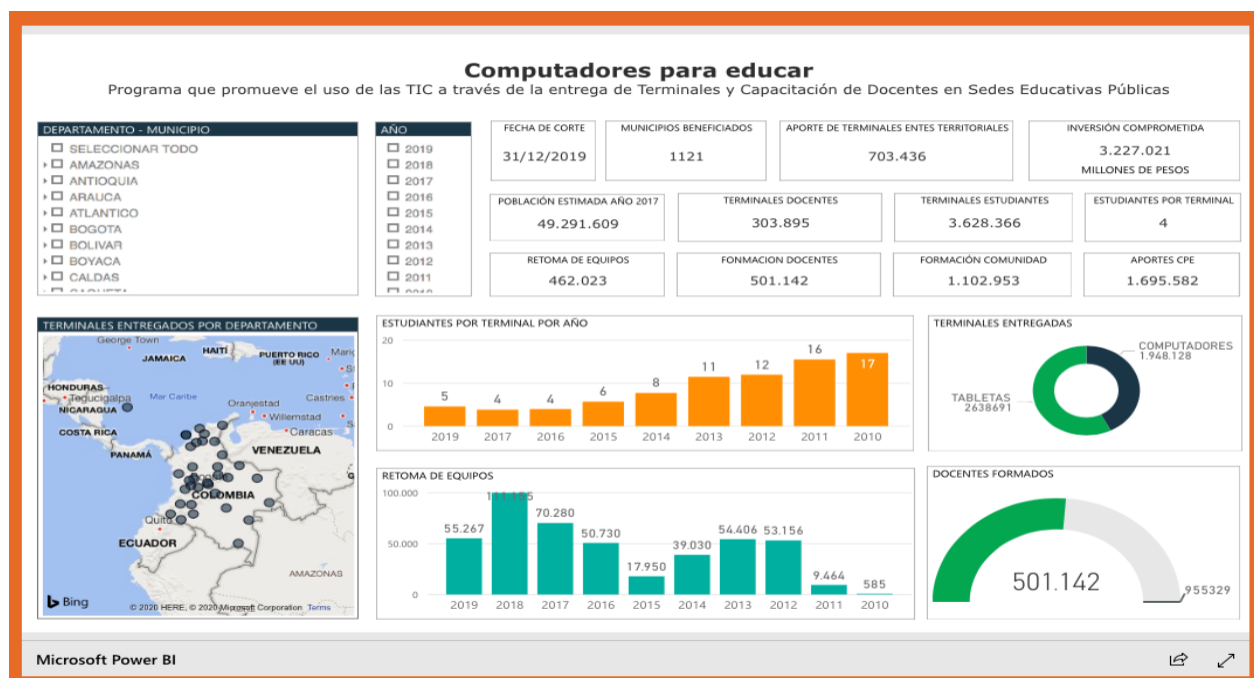 Computadores para educar
Programa que promueve el uso de las TIC a través de la entrega de Terminales y Capacitación de Docentes en Sedes Educativas Públicas
DEPARTAMENTO - MUNICIPIO
SELECCIONAR TODO
AMAZONAS
ANTIOQUIA
ARAUCA
ATLANTICO
BOGOTA
BOLIVAR
BOYACA
CALDAS
AÑO
2019
2018
2017
2016
2015
2014
2013
2012
2011
FECHA DE CORTE
31/12/2019
MUNICIPIOS BENEFICIADOS
1121
APORTE DE TERMINALES ENTES TERRITORIALES
703.436
INVERSIÓN COMPROMETIDA
3.227.021
MILLONES DE PESOS
POBLACIÓN ESTIMADA AÑO 2017
49.291.609
TERMINALES DOCENTES
303.895
TERMINALES ESTUDIANTES
3.628.366
ESTUDIANTES POR TERMINAL
4
RETOMA DE EQUIPOS
462.023
FONMACION DOCENTES
501.142
FORMACIÓN COMUNIDAD
1.102.953
APORTES CPE
1.695.582
TERMINALES ENTREGADOS POR DEPARTAMENTO
George Town
JAMAICA
HAITÍ
PUERTO RICO
(EE UU)
HONDURAS
Tegucigalpa
NICARAGUA
Mar Caribe
Oranjestad
Castries
Willemstad
COSTA RICA
Caracas
PANAMÁ
VENEZUELA
COLOMBIA
Quito
ECUADOR
AMAZONAS
Bing
© 2020 HERE, © 2020 Microsoft Corporation Terms
ESTUDIANTES POR TERMINAL POR AÑO
20
10
0
5 4 4 6 8 11 12 16 17
2019 2017 2016 2015 2014 2013 2012 2011 2010
RETOMA DE EQUIPOS
100.000
50.000
0
55.267 70.280 50.730 17.950 39.030 54.406 53.156 9.464 585
2019 2018 2017 2016 2015 2014 2013 2012 2011 2010
TERMINALES ENTREGADAS
COMPUTADORES
1.948.128
TABLETAS
2638691
DOCENTES FORMADOS
501.142
955329
Microsoft Power BI